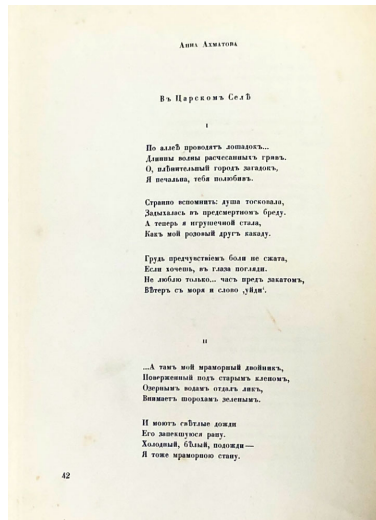 Анна Ахматова
Въ Царскомъ Селѣ
I
По аллеѣ проводятъ лошадокъ...
Длинны волны расчесанныхъ гривъ.
О, плѣнительный городъ загадокъ,
Я печальна, тебя полюбивъ.
Странно вспомнить: душа тосковала,
Задыхалась въ предсмертномъ бреду.
А теперь я игрушечной стала,
Какъ мой розовый другъ какаду.
Грудь предчувствіемъ боли не сжата,
Если хочешь, въ глаза погляди.
Не люблю только... часъ предъ закатомъ,
Вѣтеръ съ моря и слово „уйди“.
II
...А тамъ мой мраморный двойникъ,
Поверженный подъ старымъ кленомъ,
Озернымъ водамъ отдалъ ликъ,
Внимаетъ шорохамъ зеленымъ.
И моютъ свѣтлые дожди
Его запекшуюся рану.
Холодный, бѣлый, подожди—
Я тоже мраморною стану.
42